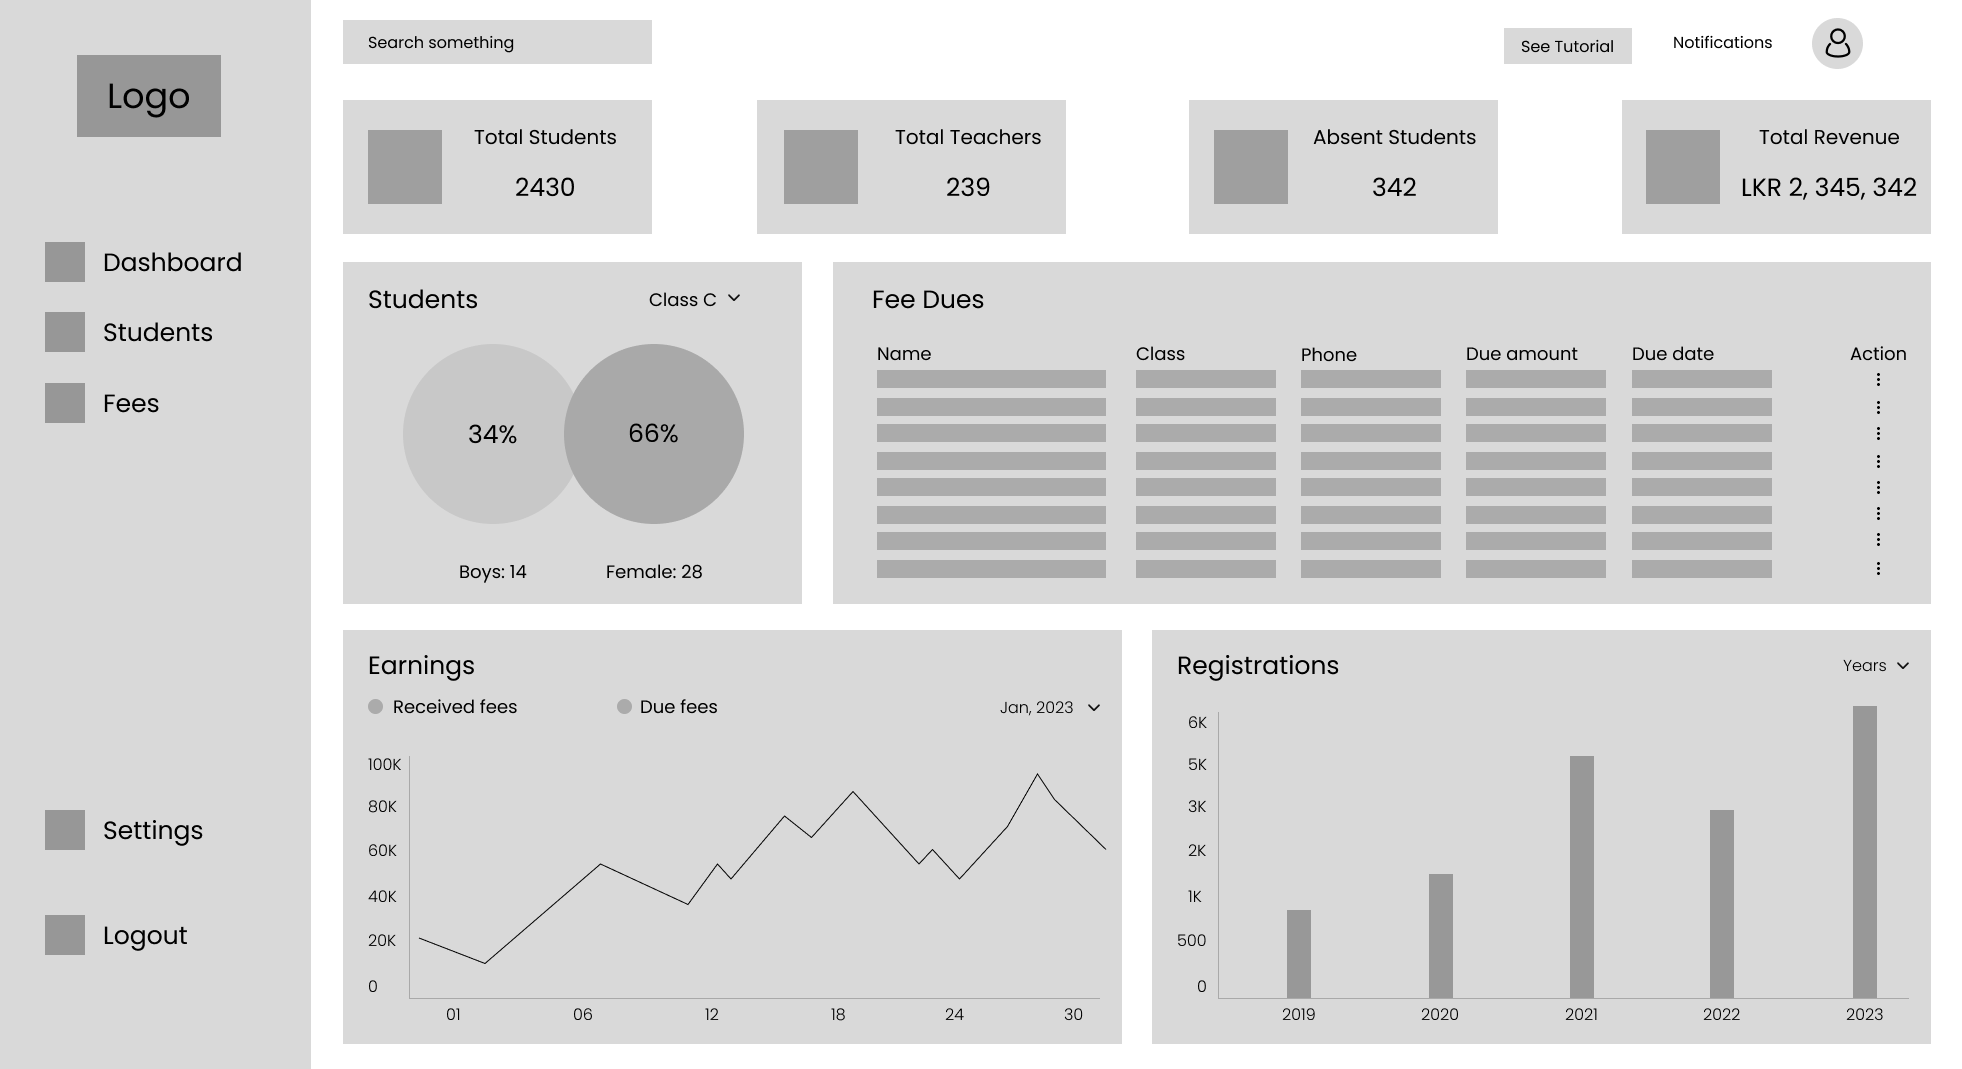 Logo
Dashboard
Students
Fees
Settings
Logout
Search something
See Tutorial
Notifications
Total Students
2430
Total Teachers
239
Absent Students
342
Total Revenue
LKR 2, 345, 342
Students
Class C
34%
66%
Boys: 14
Female: 28
Fee Dues
Name Class Phone Due amount Due date Action
Earnings
Received fees
Due fees
Jan, 2023
100K
80K
60K
40K
20K
0
01 06 12 18 24 30
Registrations
Years
6K
5K
3K
2K
1K
500
0
2019 2020 2021 2022 2023